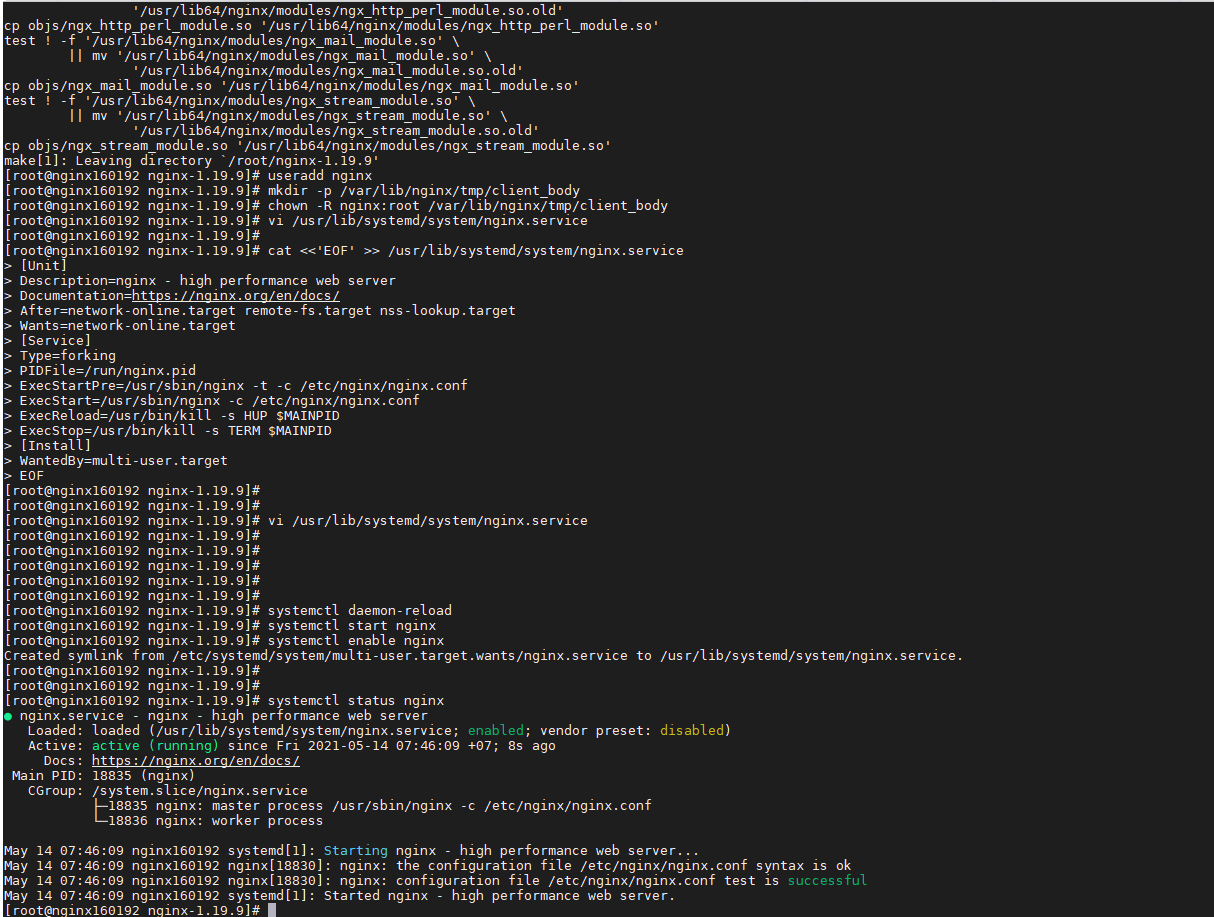 '/usr/lib64/nginx/modules/ngx_http_perl_module.so.old'
cp objs/ngx_http_perl_module.so '/usr/lib64/nginx/modules/ngx_http_perl_module.so'
test ! -f '/usr/lib64/nginx/modules/ngx_mail_module.so' \
        || mv '/usr/lib64/nginx/modules/ngx_mail_module.so' \
                '/usr/lib64/nginx/modules/ngx_mail_module.so.old'
cp objs/ngx_mail_module.so '/usr/lib64/nginx/modules/ngx_mail_module.so'
test ! -f '/usr/lib64/nginx/modules/ngx_stream_module.so' \
        || mv '/usr/lib64/nginx/modules/ngx_stream_module.so' \
                '/usr/lib64/nginx/modules/ngx_stream_module.so.old'
cp objs/ngx_stream_module.so '/usr/lib64/nginx/modules/ngx_stream_module.so'
make[1]: Leaving directory `/root/nginx-1.19.9'
[root@nginx160192 nginx-1.19.9]# useradd nginx
[root@nginx160192 nginx-1.19.9]# mkdir -p /var/lib/nginx/tmp/client_body
[root@nginx160192 nginx-1.19.9]# chown -R nginx:root /var/lib/nginx/tmp/client_body
[root@nginx160192 nginx-1.19.9]# vi /usr/lib/systemd/system/nginx.service
[root@nginx160192 nginx-1.19.9]#
[root@nginx160192 nginx-1.19.9]# cat <<'EOF' >> /usr/lib/systemd/system/nginx.service
> [Unit]
> Description=nginx - high performance web server
> Documentation=https://nginx.org/en/docs/
> After=network-online.target remote-fs.target nss-lookup.target
> Wants=network-online.target
> [Service]
> Type=forking
> PIDFile=/run/nginx.pid
> ExecStartPre=/usr/sbin/nginx -t -c /etc/nginx/nginx.conf
> ExecStart=/usr/sbin/nginx -c /etc/nginx/nginx.conf
> ExecReload=/usr/bin/kill -s HUP $MAINPID
> ExecStop=/usr/bin/kill -s TERM $MAINPID
> [Install]
> WantedBy=multi-user.target
> EOF
[root@nginx160192 nginx-1.19.9]#
[root@nginx160192 nginx-1.19.9]#
[root@nginx160192 nginx-1.19.9]# vi /usr/lib/systemd/system/nginx.service
[root@nginx160192 nginx-1.19.9]#
[root@nginx160192 nginx-1.19.9]#
[root@nginx160192 nginx-1.19.9]#
[root@nginx160192 nginx-1.19.9]#
[root@nginx160192 nginx-1.19.9]#
[root@nginx160192 nginx-1.19.9]# systemctl daemon-reload
[root@nginx160192 nginx-1.19.9]# systemctl start nginx
[root@nginx160192 nginx-1.19.9]# systemctl enable nginx
Created symlink from /etc/systemd/system/multi-user.target.wants/nginx.service to /usr/lib/systemd/system/nginx.service.
[root@nginx160192 nginx-1.19.9]#
[root@nginx160192 nginx-1.19.9]#
[root@nginx160192 nginx-1.19.9]# systemctl status nginx
● nginx.service - nginx - high performance web server
   Loaded: loaded (/usr/lib/systemd/system/nginx.service; enabled; vendor preset: disabled)
   Active: active (running) since Fri 2021-05-14 07:46:09 +07; 8s ago
     Docs: https://nginx.org/en/docs/
 Main PID: 18835 (nginx)
   CGroup: /system.slice/nginx.service
           ├─18835 nginx: master process /usr/sbin/nginx -c /etc/nginx/nginx.conf
           └─18836 nginx: worker process

May 14 07:46:09 nginx160192 systemd[1]: Starting nginx - high performance web server...
May 14 07:46:09 nginx160192 nginx[18830]: nginx: the configuration file /etc/nginx/nginx.conf syntax is ok
May 14 07:46:09 nginx160192 nginx[18830]: nginx: configuration file /etc/nginx/nginx.conf test is successful
May 14 07:46:09 nginx160192 systemd[1]: Started nginx - high performance web server.
[root@nginx160192 nginx-1.19.9]#